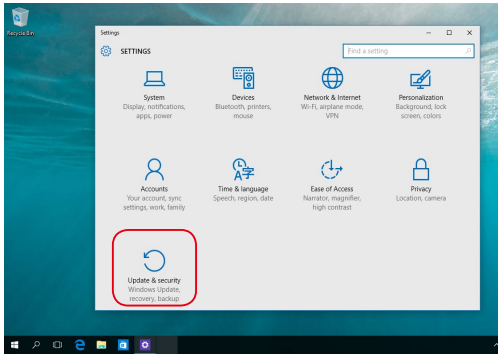 Recycle Bin
Settings
SETTINGS
Find a setting
System
Display, notifications,
apps, power
Devices
Bluetooth, printers,
mouse
Network & Internet
Wi-Fi, airplane mode,
VPN
Personalization
Background, lock
screen, colors
Accounts
Your account, sync
settings, work, family
Time & language
Speech, region, date
Ease of Access
Narrator, magnifier,
high contrast
Privacy
Location, camera
Update & security
Windows Update,
recovery, backup